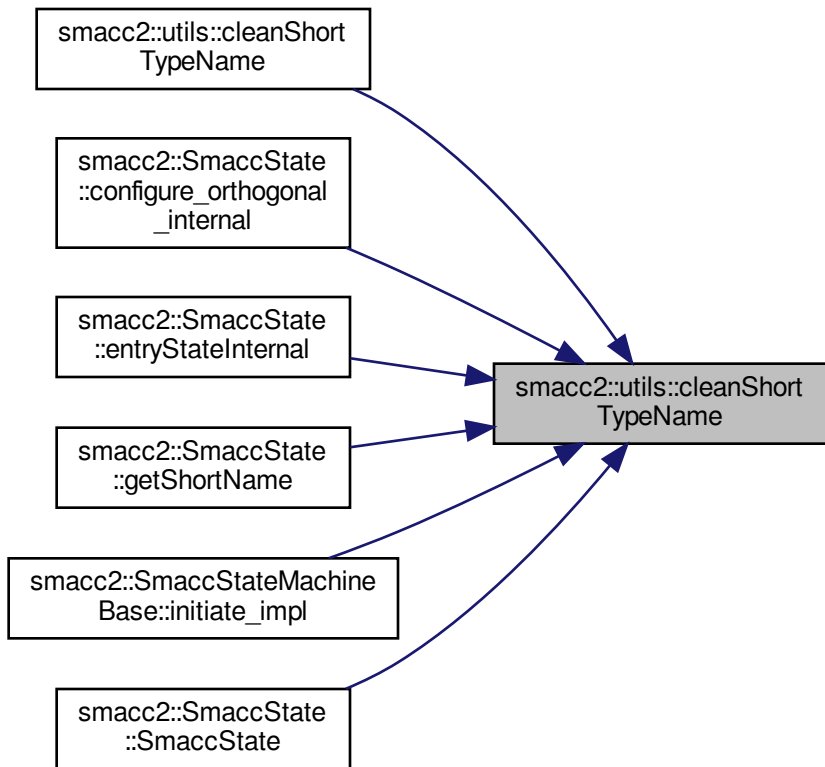 smacc2::utils::cleanShort
TypeName
smacc2::SmaccState
::configure_orthogonal
_internal
smacc2::SmaccState
::entryStateInternal
smacc2::utils::cleanShort
TypeName
smacc2::SmaccState
::getShortName
smacc2::SmaccStateMachine
Base::initiate_impl
smacc2::SmaccState
::SmaccState